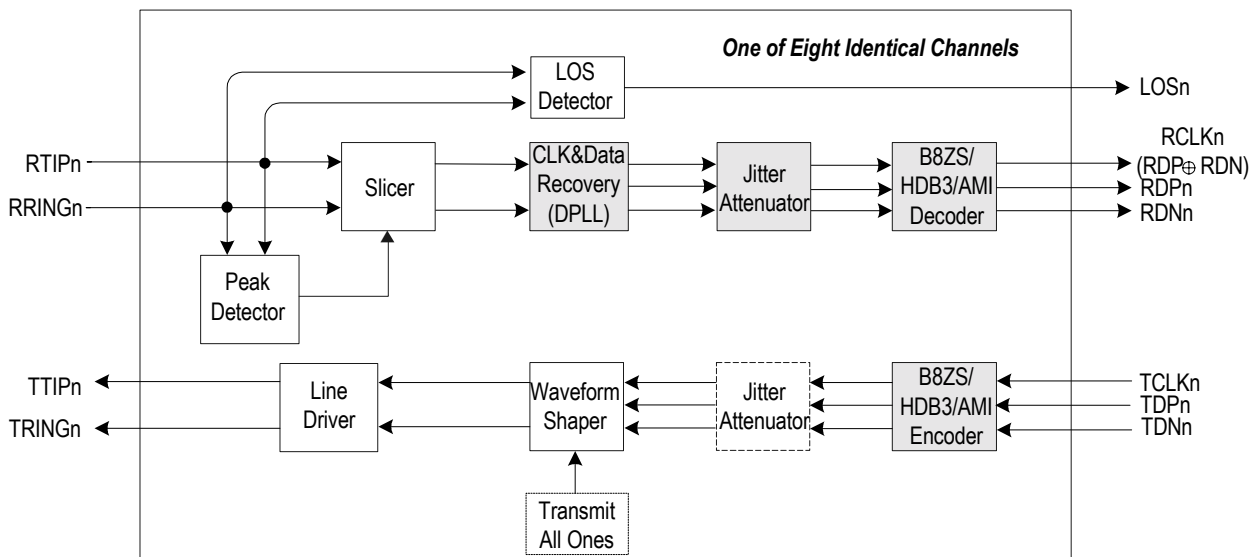 One of Eight Identical Channels
LOS
Detector
LOSn
RTIPn
RRINGn
Slicer
CLK&Data
Recovery
(DPLL)
Jitter
Attenuator
B8ZS/
HDB3/AMI
Decoder
RCLKn
(RDP⊕ RDN)
RDPn
RDNn
Peak
Detector
TTIPn
TRINGn
Line
Driver
Waveform
Shaper
Jitter
Attenuator
B8ZS/
HDB3/AMI
Encoder
TCLKn
TDPn
TDNn
Transmit
All Ones